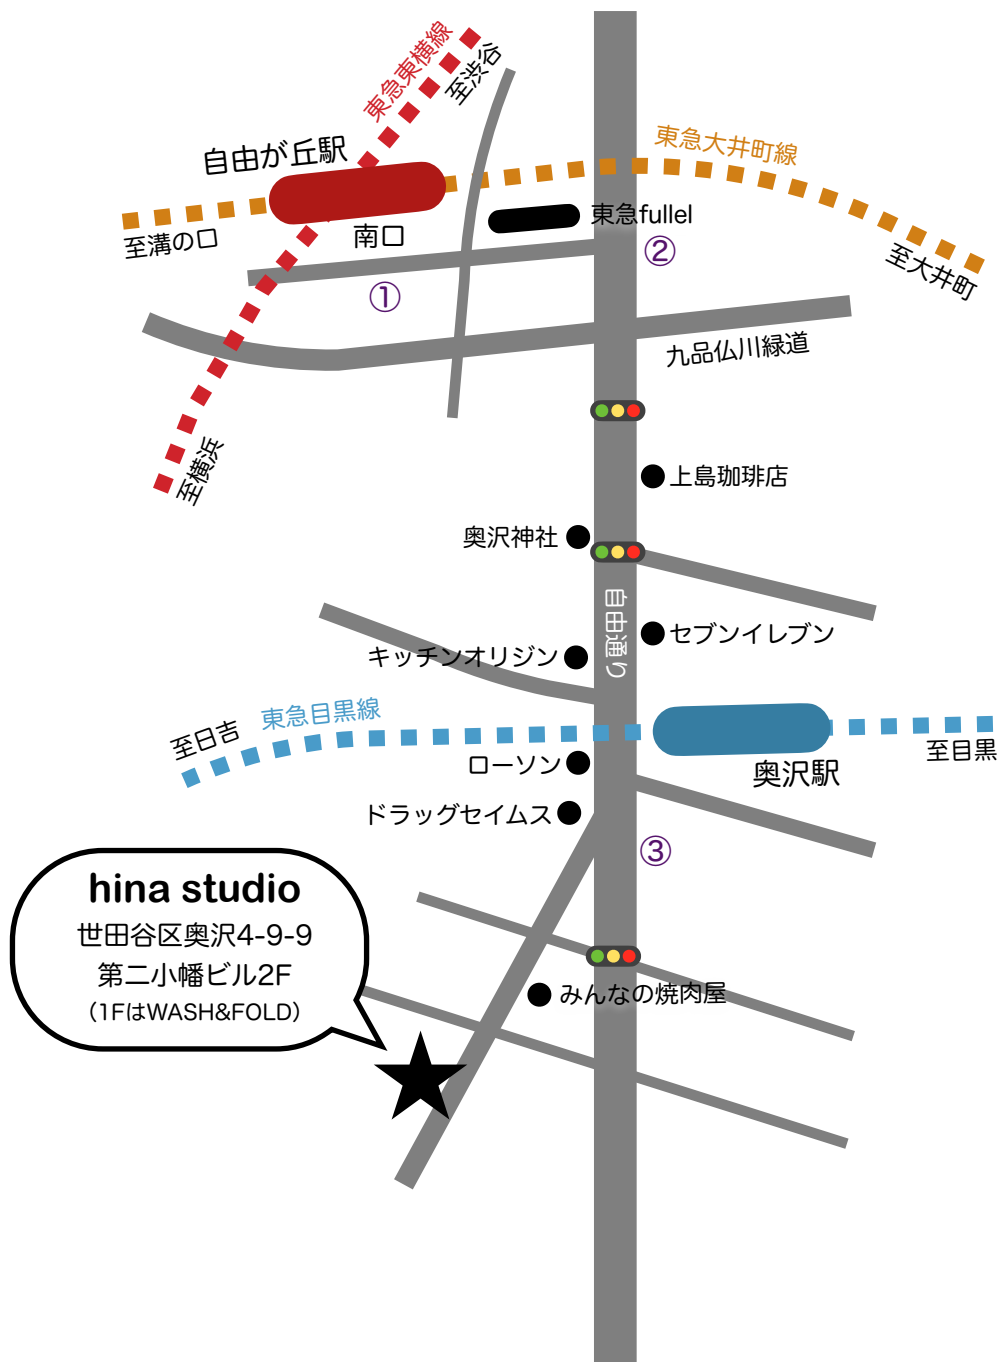 東急東横線
至渋谷
自由が丘駅
東急大井町線
東急fullel
至溝の口
南口
②
至大井町
①
九品仏川緑道
至横浜
上島珈琲店
奥沢神社
自由通り
セブンイレブン
キッチンオリジン
東急目黒線
至日吉
至目黒
ローソン
奥沢駅
ドラッグセイムス
③
hina studio
世田谷区奥沢4-9-9
第二小幡ビル2F
（1FはWASH&FOLD）
みんなの焼肉屋